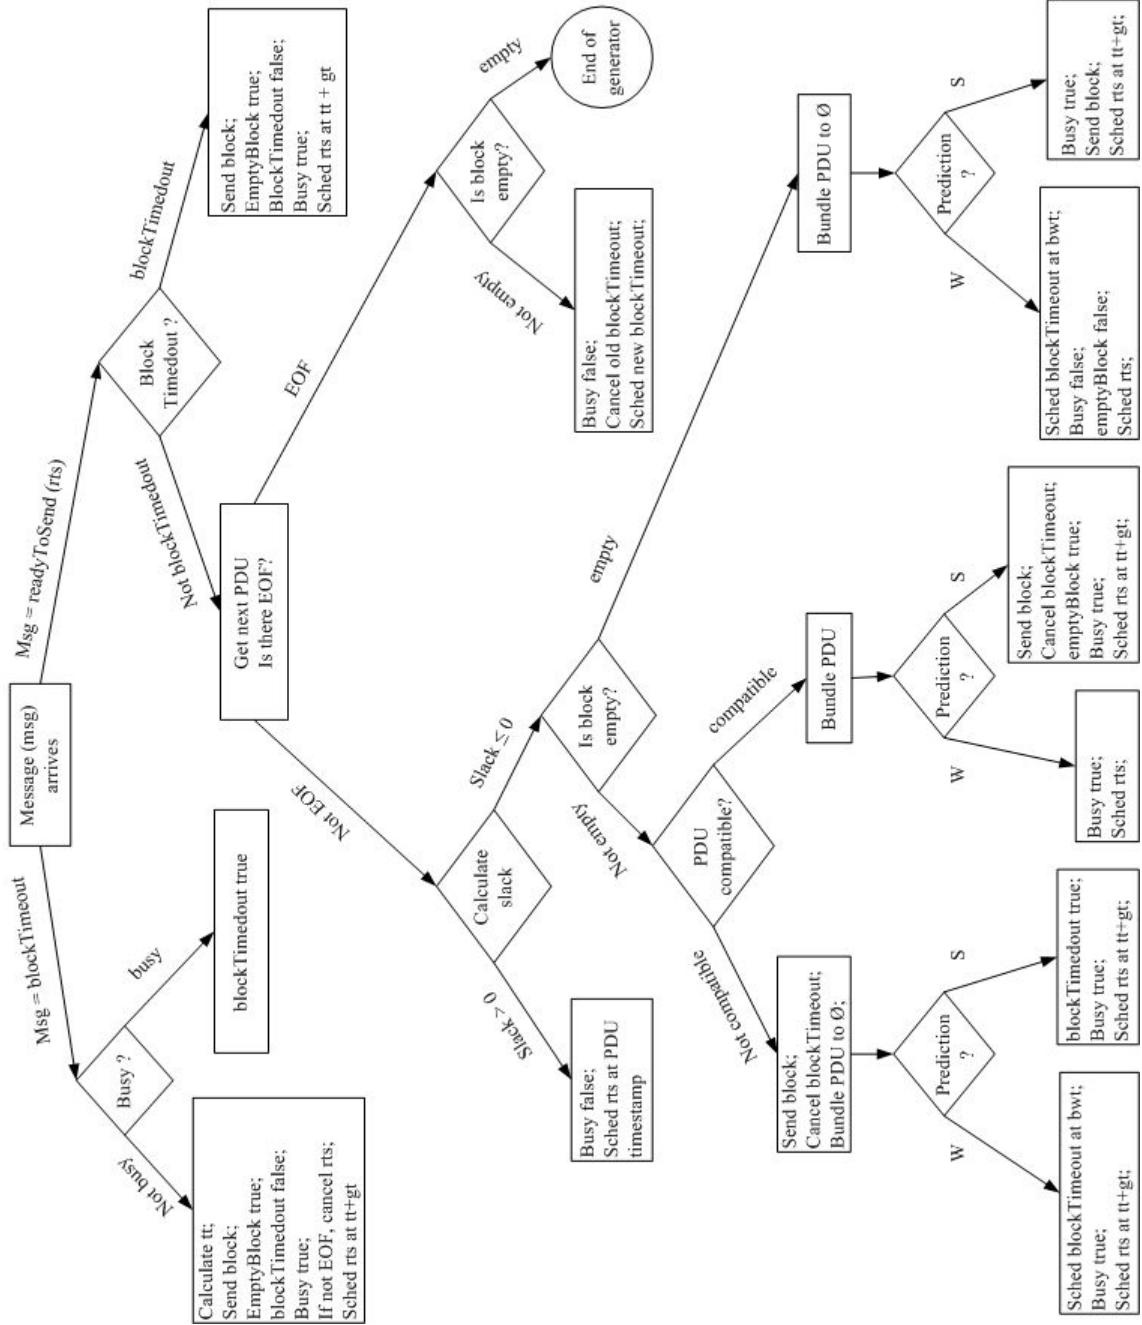 Message (msg)
arrives
Msg = blockTimeout
Msg = readyToSend (rts)
Busy ?
Not busy
busy
Calculate tt;
Send block;
EmptyBlock true;
blockTimedout false;
Busy true;
If not EOF, cancel rts;
Sched rts at tt+gt
blockTimedout true
Block
Timedout ?
Not blockTimedout
blockTimedout
Send block;
EmptyBlock true;
BlockTimedout false;
Busy true;
Sched rts at tt + gt
Get next PDU
Is there EOF?
Not EOF
EOF
Calculate
slack
Slack > 0
Slack ≤ 0
Is block
empty?
Not empty
empty
End of
generator
Busy false;
Cancel old blockTimeout;
Sched new blockTimeout;
Busy false;
Sched rts at PDU
timestamp
Is block
empty?
Not empty
empty
PDU
compatible?
Not compatible
compatible
Send block;
Cancel blockTimeout;
Bundle PDU to Ø;
Bundle PDU
Bundle PDU to Ø
Prediction
?
W
S
Prediction
?
W
S
Prediction
?
W
S
Sched blockTimeout at bwt;
Busy true;
Sched rts at tt+gt;
blockTimedout true;
Busy true;
Sched rts at tt+gt;
Busy true;
Sched rts;
Send block;
Cancel blockTimeout;
emptyBlock true;
Busy true;
Sched rts at tt+gt;
Sched blockTimeout at bwt;
Busy false;
emptyBlock false;
Sched rts;
Busy true;
Send block;
Sched rts at tt+gt;